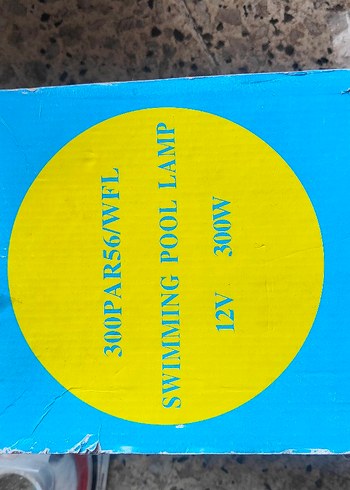 300PAR56/WFL
SWIMMING POOL LAMP
12V 300W